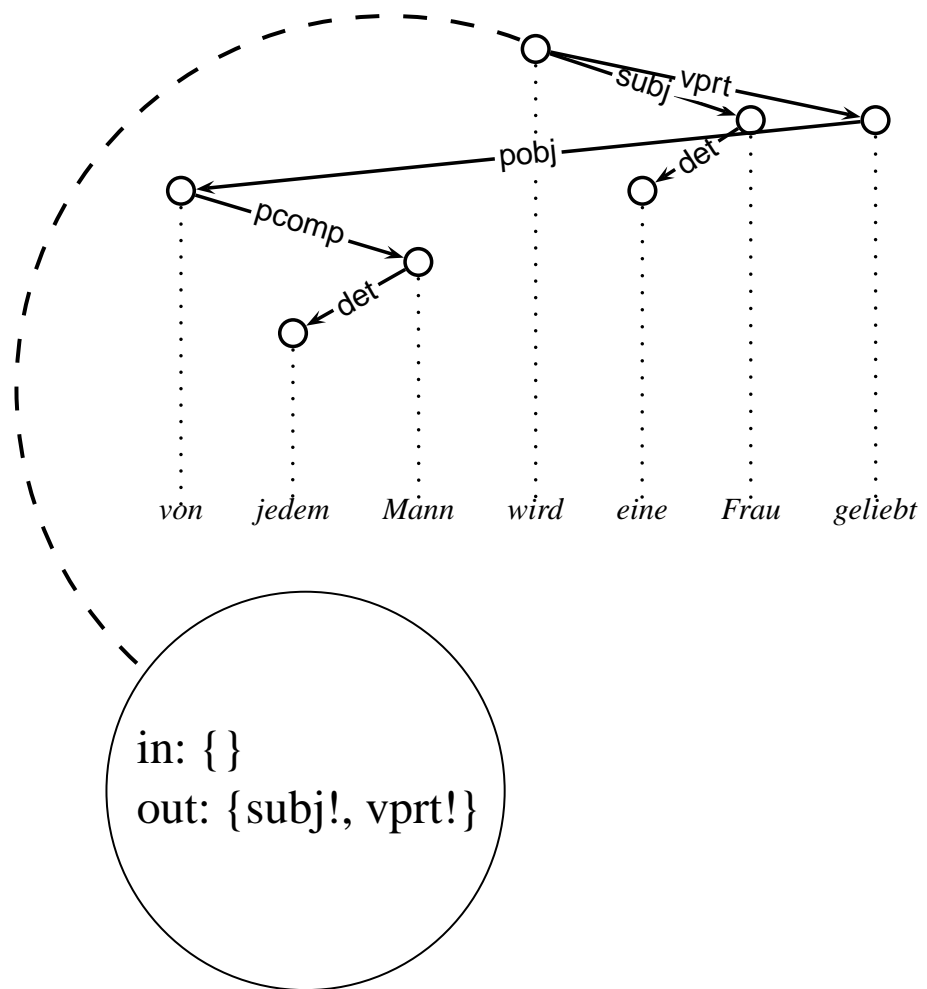 subj vprt
pobj det
pcomp
det
von jedem Mann wird eine Frau geliebt
in: {}
out: {subj!, vprt!}